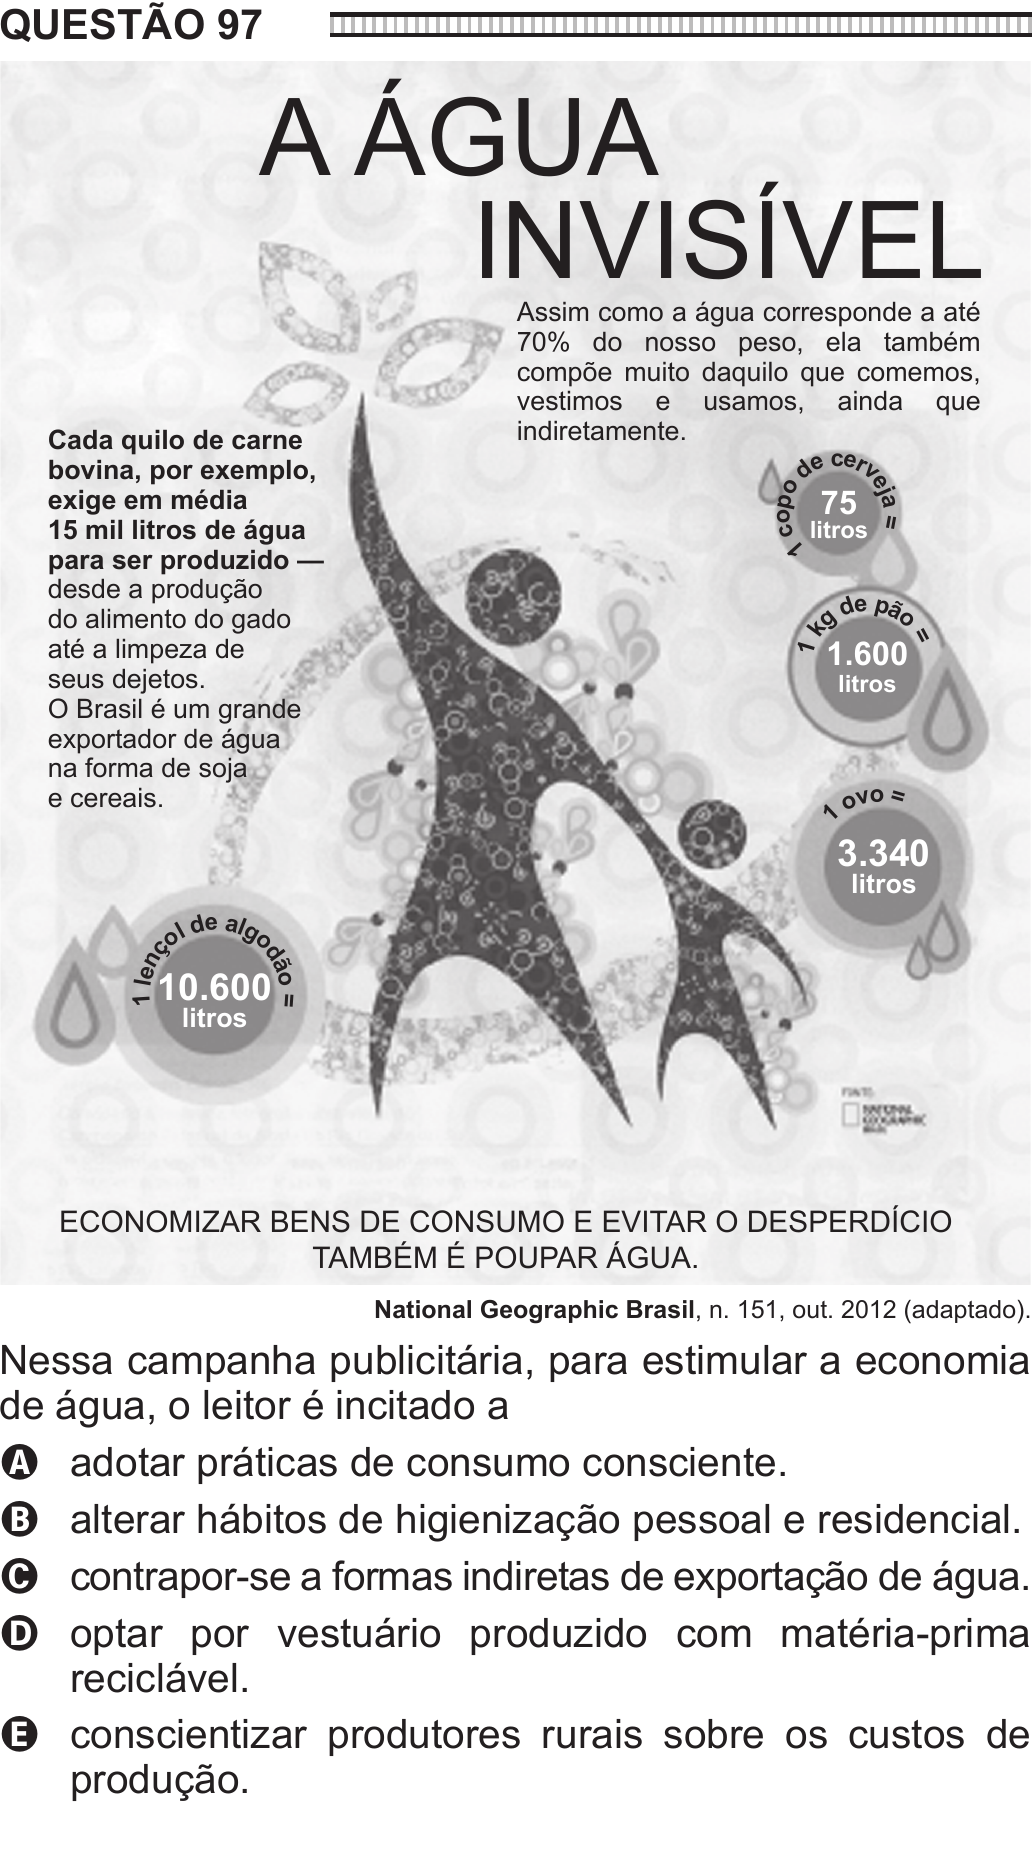 QUESTÃO 97
A ÁGUA
INVISÍVEL
Assim como a água corresponde a até
70% do nosso peso, ela também
compõe muito daquilo que comemos,
vestimos e usamos, ainda que
indiretamente.
Cada quilo de carne
bovina, por exemplo,
exige em média
15 mil litros de água
para ser produzido —
desde a produção
do alimento do gado
até a limpeza de
seus dejetos.
O Brasil é um grande
exportador de água
na forma de soja
e cereais.
1 copo de cerveja =
75
litros
1 kg de pão =
1.600
litros
1 ovo =
3.340
litros
1 lençol de algodão =
10.600
litros
FONTE:
NATIONAL
GEOGRAPHIC
BRASIL
ECONOMIZAR BENS DE CONSUMO E EVITAR O DESPERDÍCIO
TAMBÉM É POUPAR ÁGUA.
National Geographic Brasil, n. 151, out. 2012 (adaptado).
Nessa campanha publicitária, para estimular a economia
de água, o leitor é incitado a
A adotar práticas de consumo consciente.
B alterar hábitos de higienização pessoal e residencial.
C contrapor-se a formas indiretas de exportação de água.
D optar por vestuário produzido com matéria-prima
reciclável.
E conscientizar produtores rurais sobre os custos de
produção.